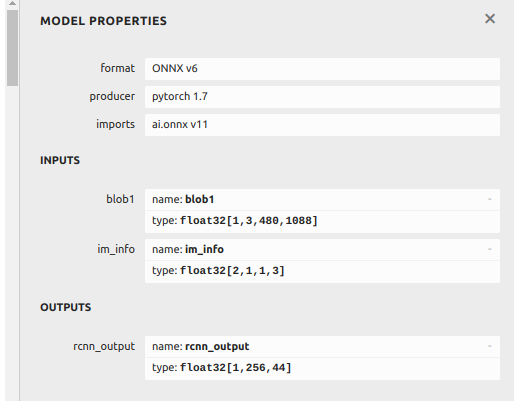 MODEL PROPERTIES ×
format ONNX v6
producer pytorch 1.7
imports ai.onnx v11
INPUTS
blob1 name: blob1 -
type: float32[1,3,480,1088]
im_info name: im_info -
type: float32[2,1,1,3]
OUTPUTS
rcnn_output name: rcnn_output -
type: float32[1,256,44]